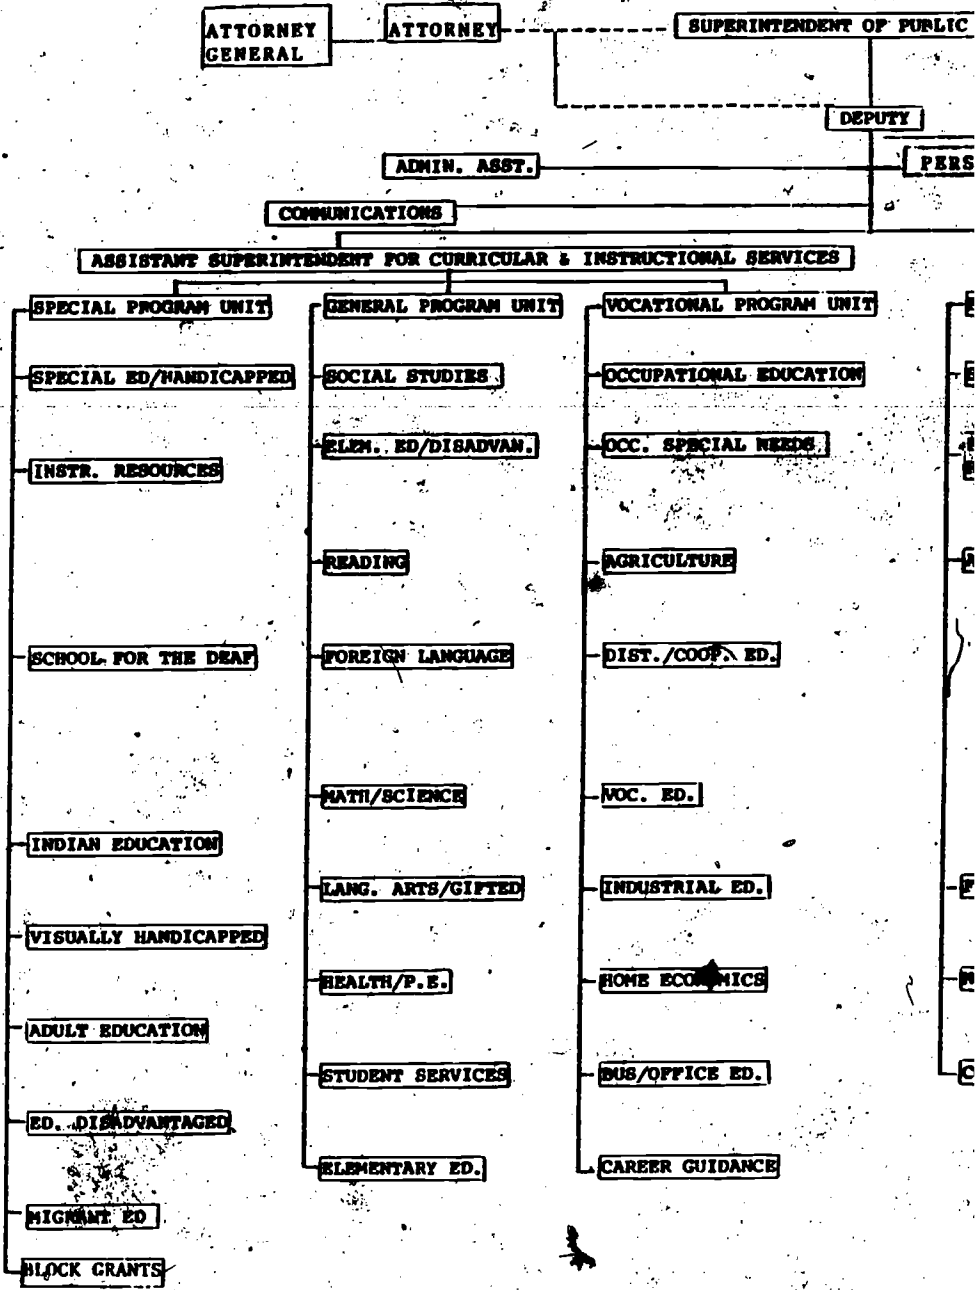 ATTORNEY GENERAL
ATTORNEY
SUPERINTENDENT OF PUBLIC
DEPUTY
ADMIN. ASST.
PERS
COMMUNICATIONS
ASSISTANT SUPERINTENDENT FOR CURRICULAR & INSTRUCTIONAL SERVICES
SPECIAL PROGRAM UNIT
SPECIAL ED/HANDICAPPED
INSTR. RESOURCES
SCHOOL FOR THE DEAF
INDIAN EDUCATION
VISUALLY HANDICAPPED
ADULT EDUCATION
ED. DISADVANTAGED
MIGRANT ED
BLOCK GRANTS
GENERAL PROGRAM UNIT
SOCIAL STUDIES
ELEM. ED/DISADVAN.
READING
FOREIGN LANGUAGE
MATH/SCIENCE
LANG. ARTS/GIFTED
HEALTH/P.E.
STUDENT SERVICES
ELEMENTARY ED.
VOCATIONAL PROGRAM UNIT
OCCUPATIONAL EDUCATION
OCC. SPECIAL NEEDS
AGRICULTURE
DIST./COOP. ED.
VOC. ED.
INDUSTRIAL ED.
HOME ECONOMICS
BUS/OFFICE ED.
CAREER GUIDANCE